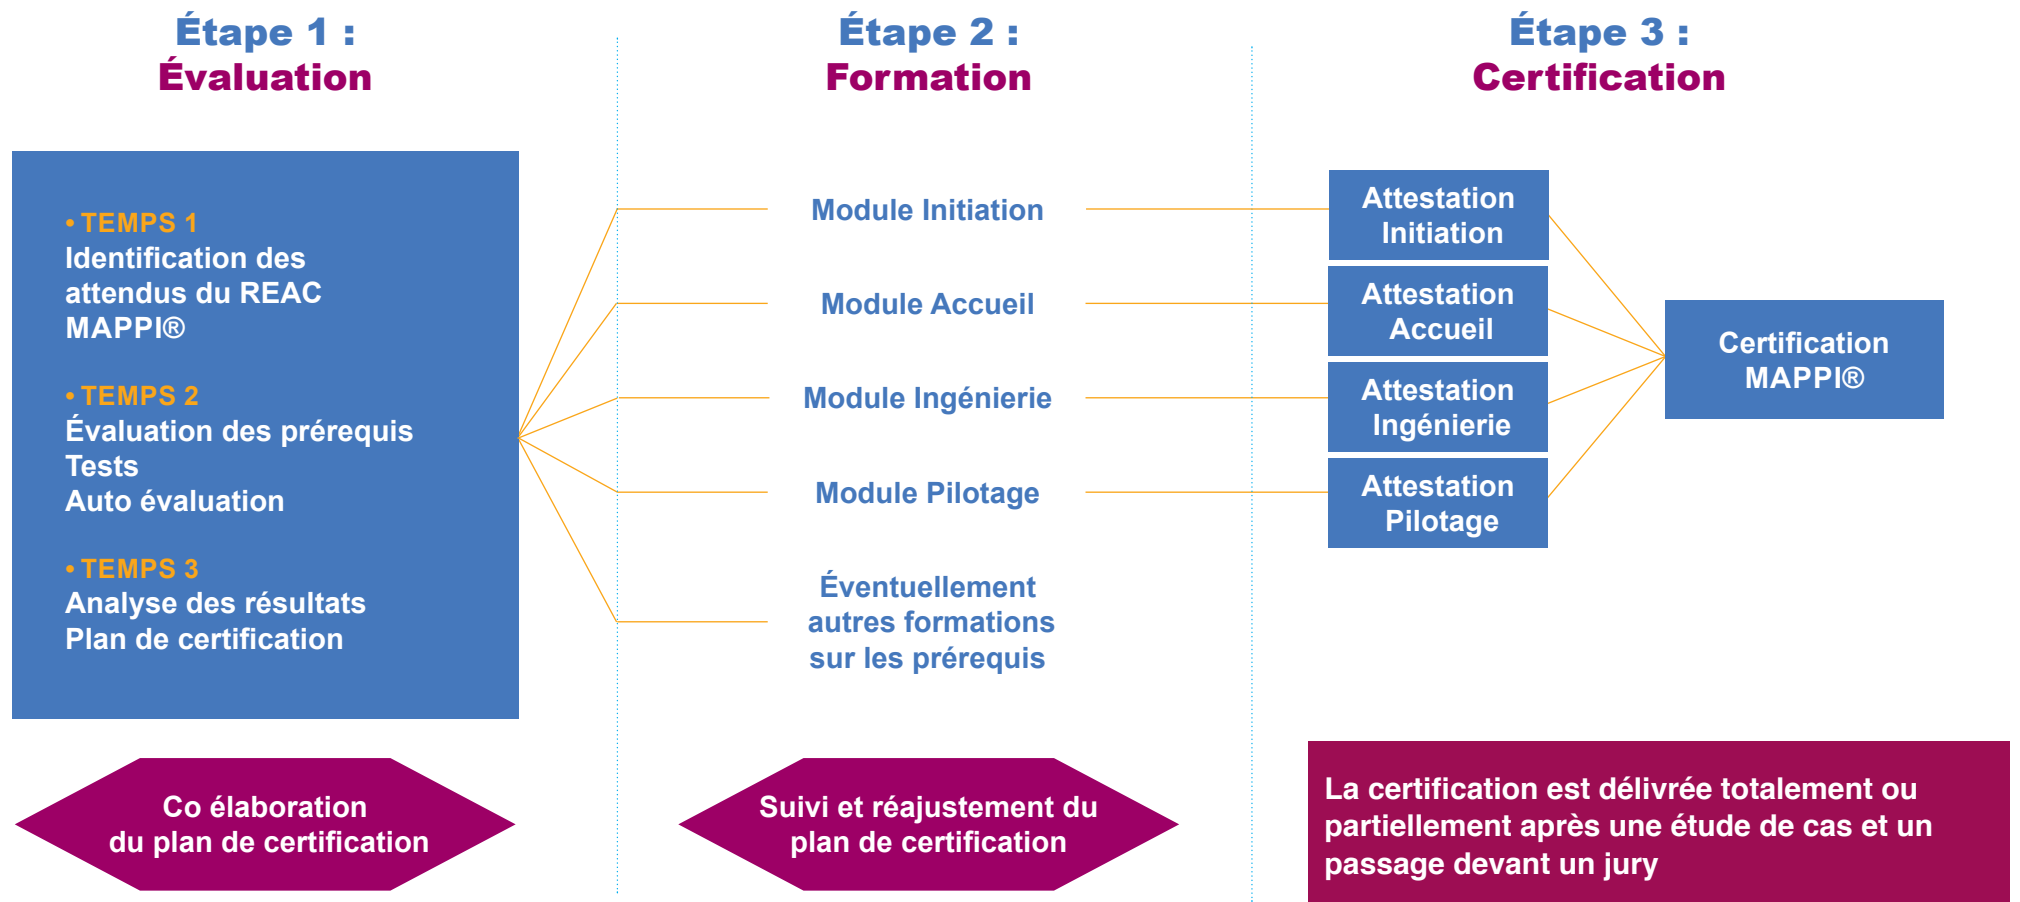 Étape 1 :
Évaluation
• TEMPS 1
Identification des
attendus du REAC
MAPPI®
• TEMPS 2
Évaluation des prérequis
Tests
Auto évaluation
• TEMPS 3
Analyse des résultats
Plan de certification
Co élaboration
du plan de certification
Étape 2 :
Formation
Module Initiation
Module Accueil
Module Ingénierie
Module Pilotage
Éventuellement
autres formations
sur les prérequis
Suivi et réajustement du
plan de certification
Étape 3 :
Certification
Attestation
Initiation
Attestation
Accueil
Attestation
Ingénierie
Attestation
Pilotage
Certification
MAPPI®
La certification est délivrée totalement ou
partiellement après une étude de cas et un
passage devant un jury